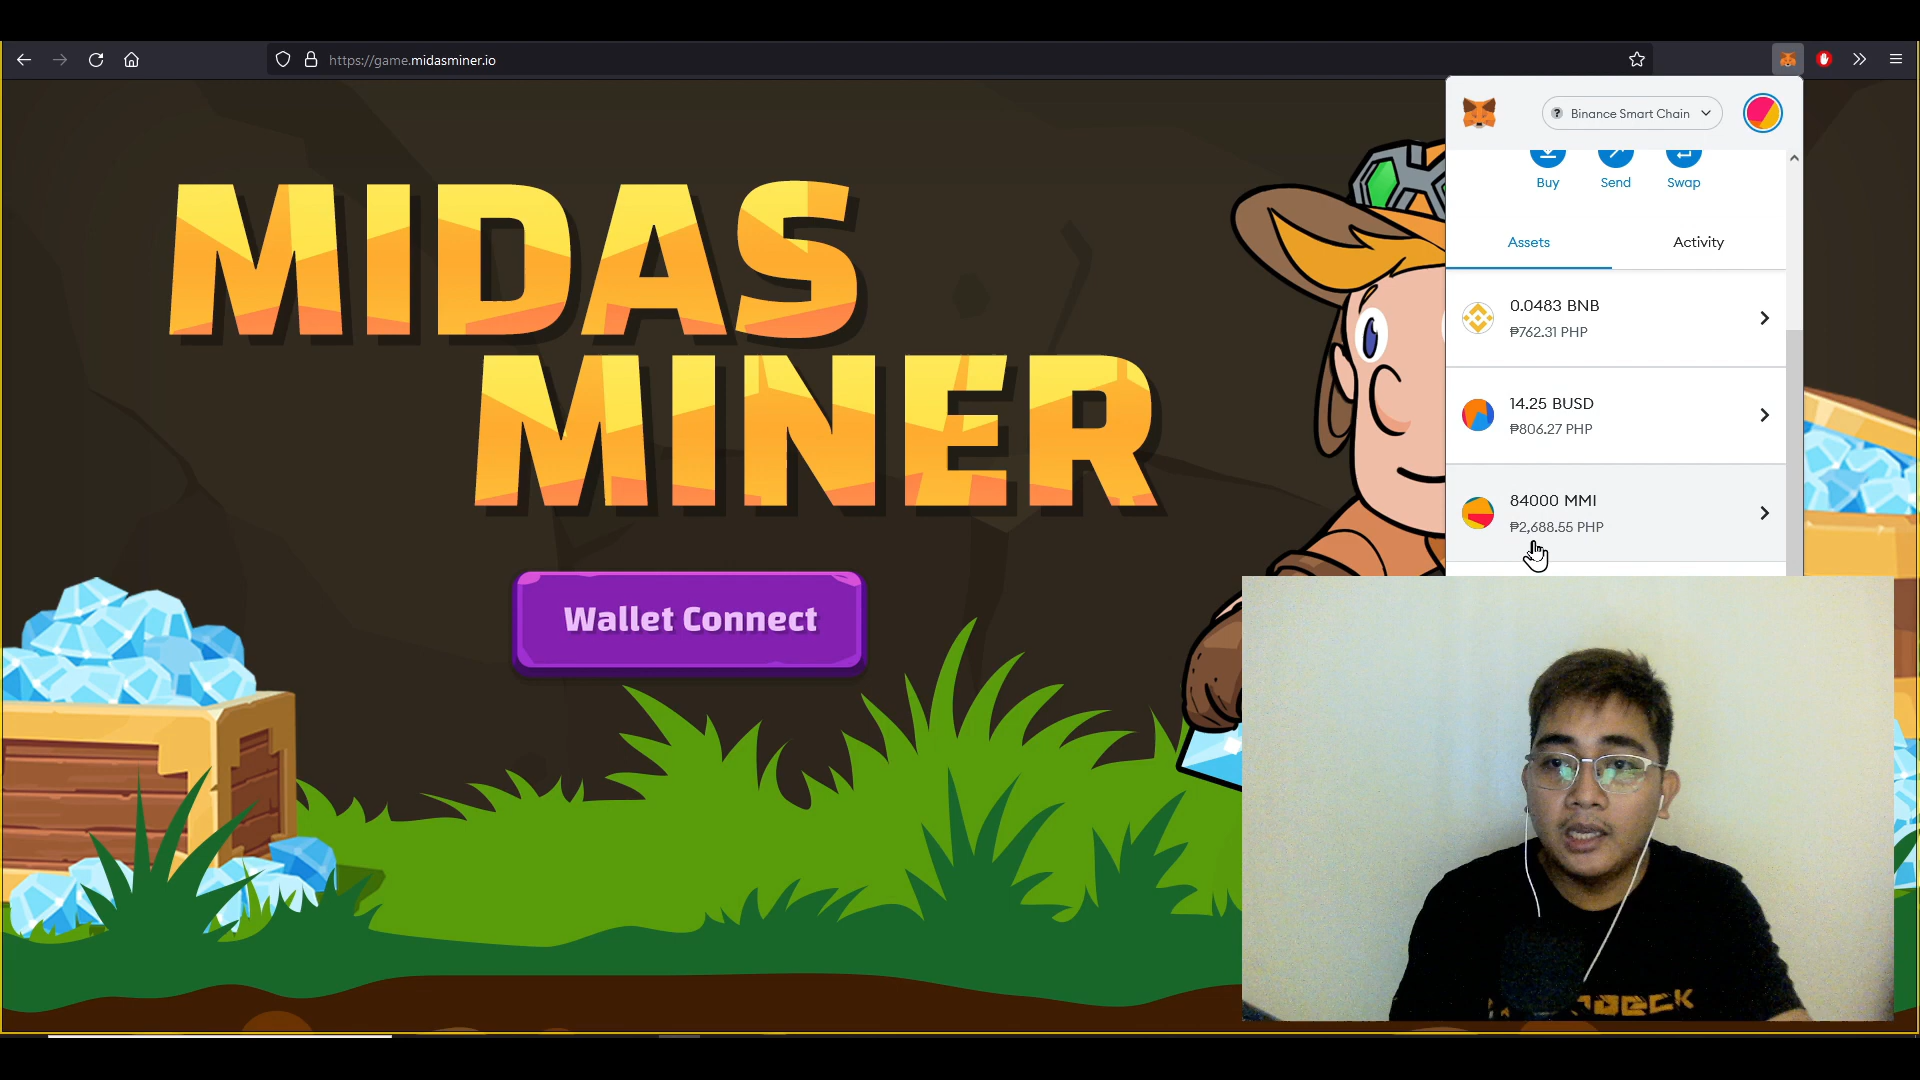 https://game.midasminer.io
Binance Smart Chain
Buy
Send
Swap
Assets
Activity
0.0483 BNB
₱762.31 PHP
14.25 BUSD
₱806.27 PHP
84000 MMI
₱2,688.55 PHP
MIDAS
MINER
Wallet Connect